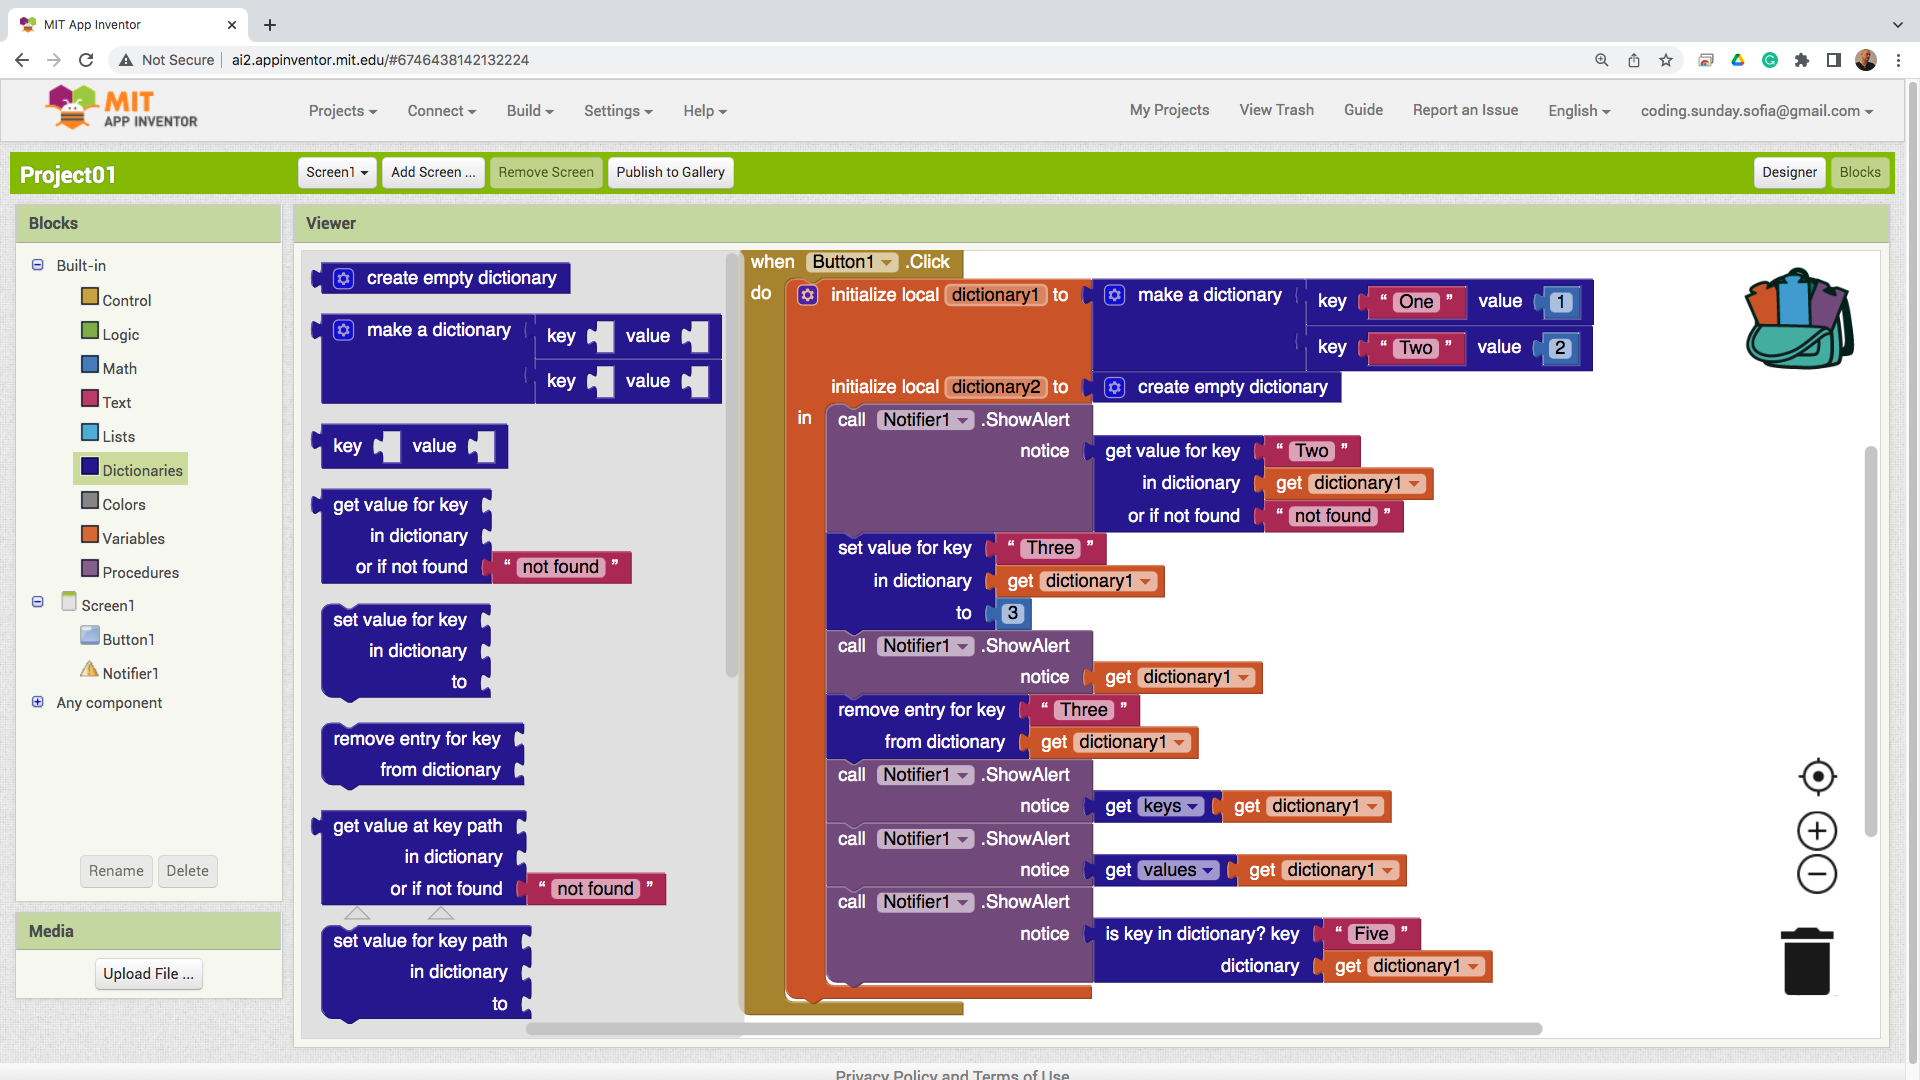 MIT App Inventor
Not Secure
ai2.appinventor.mit.edu/#6746438142132224
MIT
APP INVENTOR
Projects
Connect
Build
Settings
Help
My Projects
View Trash
Guide
Report an Issue
English
coding.sunday.sofia@gmail.com
Project01
Screen1
Add Screen ...
Remove Screen
Publish to Gallery
Designer
Blocks
Blocks
Built-in
Control
Logic
Math
Text
Lists
Dictionaries
Colors
Variables
Procedures
Screen1
Button1
Notifier1
Any component
Rename
Delete
Media
Upload File ...
Viewer
create empty dictionary
make a dictionary key value
key value
key value
get value for key
in dictionary
or if not found " not found "
set value for key
in dictionary
to
remove entry for key
from dictionary
get value at key path
in dictionary
or if not found " not found "
set value for key path
in dictionary
to
when Button1 .Click
do initialize local dictionary1 to make a dictionary key " One " value 1
key " Two " value 2
initialize local dictionary2 to create empty dictionary
in call Notifier1 .ShowAlert
notice get value for key " Two "
in dictionary get dictionary1
or if not found " not found "
set value for key " Three "
in dictionary get dictionary1
to 3
call Notifier1 .ShowAlert
notice get dictionary1
remove entry for key " Three "
from dictionary get dictionary1
call Notifier1 .ShowAlert
notice get keys get dictionary1
call Notifier1 .ShowAlert
notice get values get dictionary1
call Notifier1 .ShowAlert
notice is key in dictionary? key " Five "
dictionary get dictionary1
Privacy Policy and Terms of Use